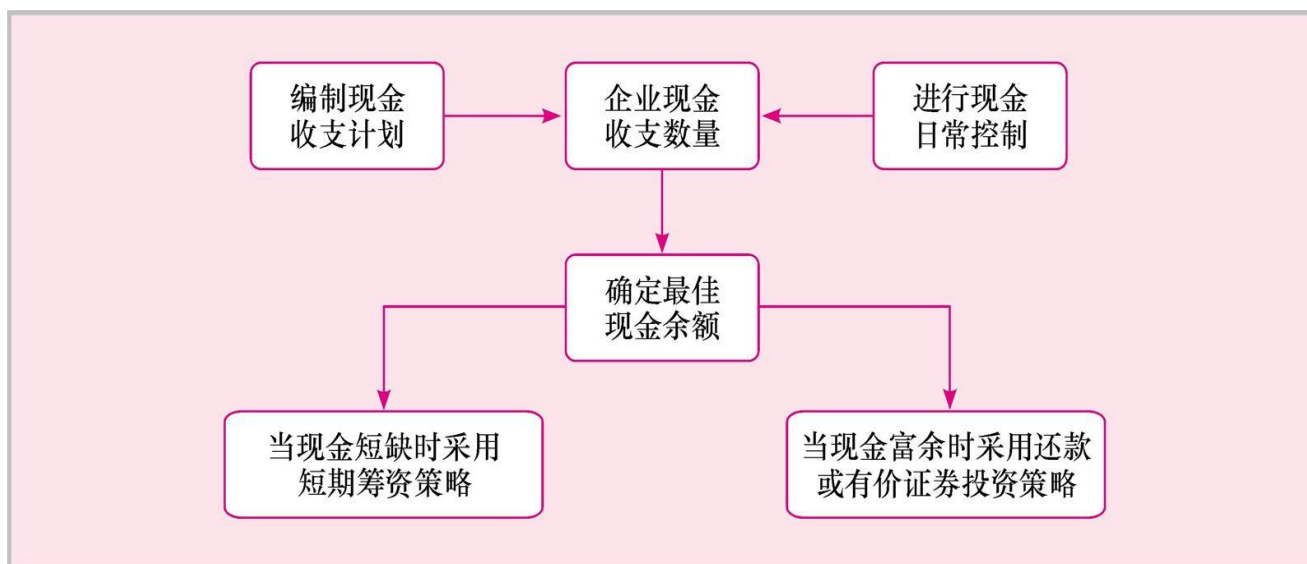 编制现金
收支计划
企业现金
收支数量
进行现金
日常控制
确定最佳
现金余额
当现金短缺时采用
短期筹资策略
当现金富余时采用还款
或有价证券投资策略